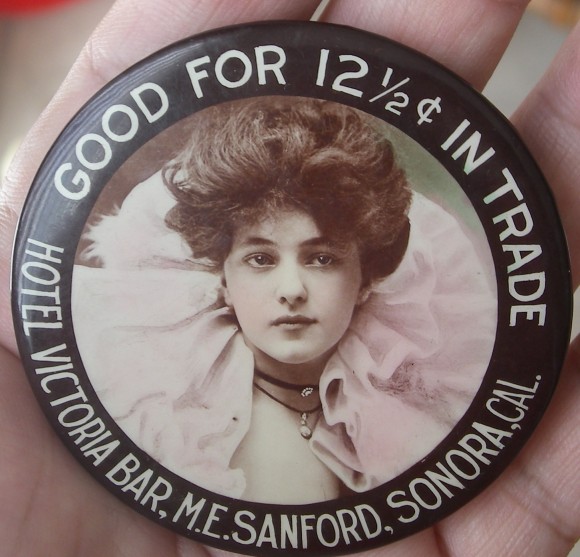 GOOD FOR 12½¢ IN TRADE
HOTEL VICTORIA BAR, M.E. SANFORD, SONORA, CAL.